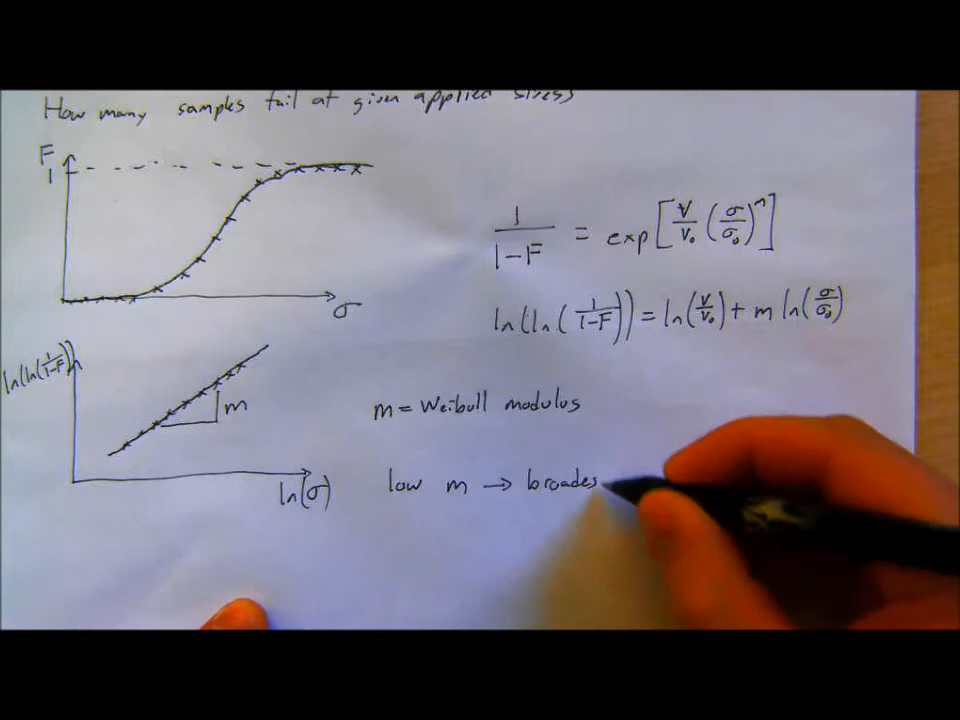 How many samples fail at given applied stress
F
1
σ
1/(1-F) = exp[V/V₀ (σ/σ₀)^m]
ln(ln(1/(1-F))) = ln(V/V₀) + m ln(σ/σ₀)
ln(ln(1/(1-F)))
m
ln(σ)
m = Weibull modulus
low m → broades